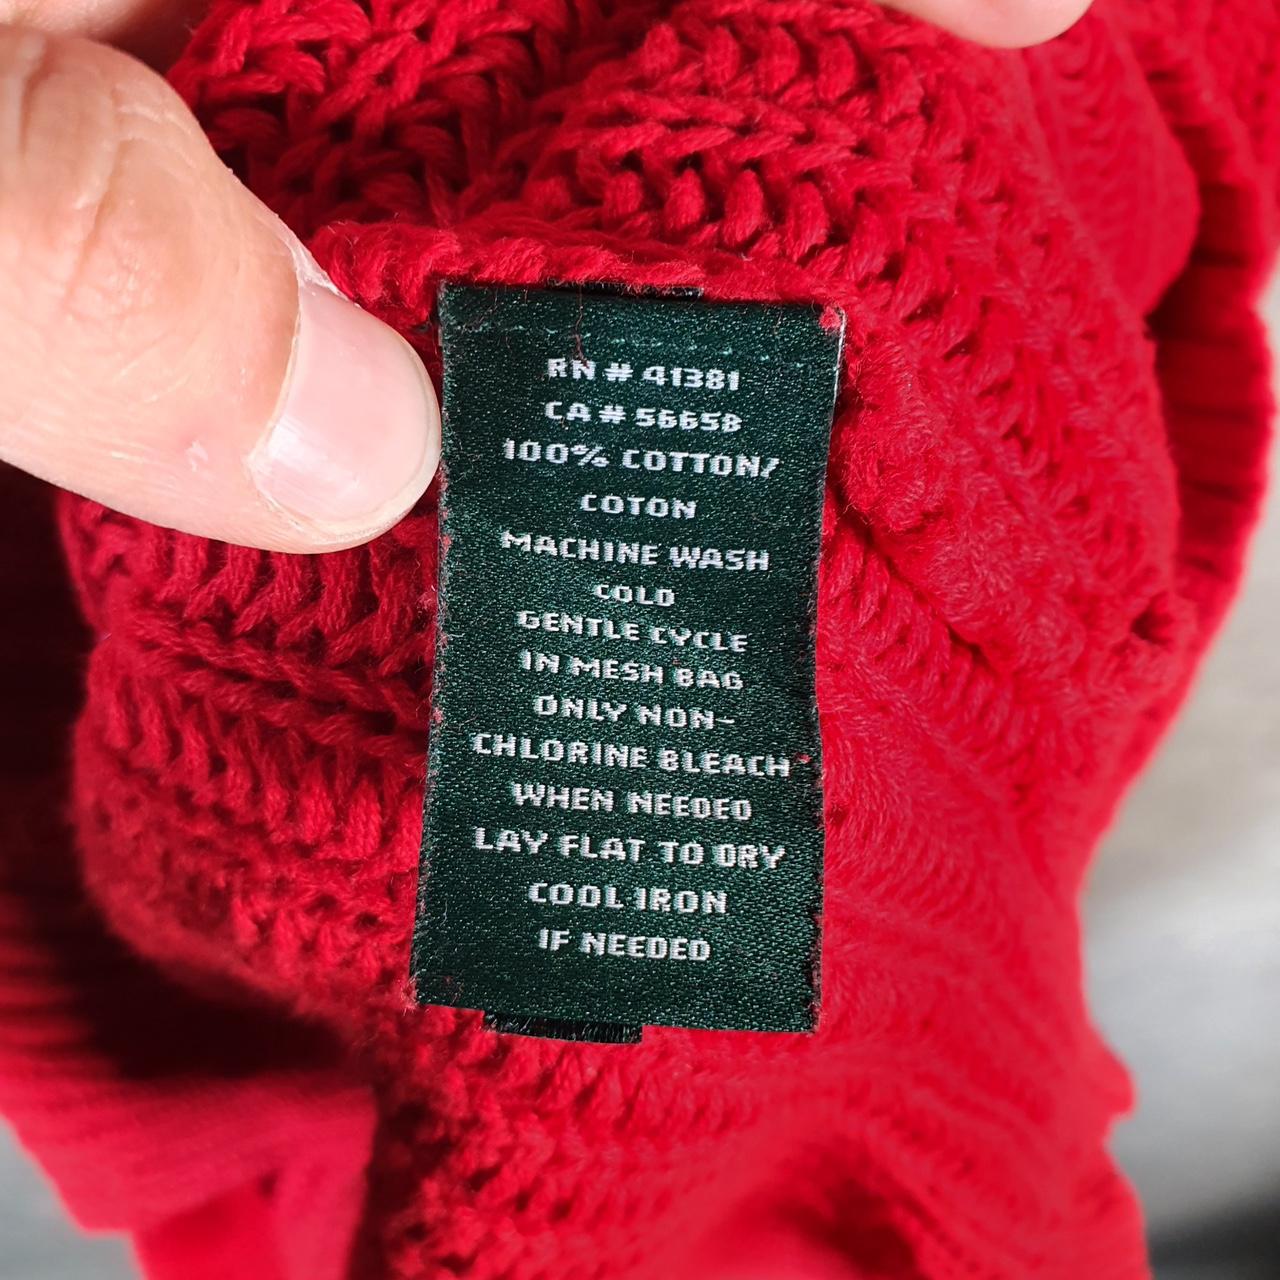 RN # 41381
CA # 56658
100% COTTON/
COTON
MACHINE WASH
COLD
GENTLE CYCLE
IN MESH BAG
ONLY NON-
CHLORINE BLEACH
WHEN NEEDED
LAY FLAT TO DRY
COOL IRON
IF NEEDED